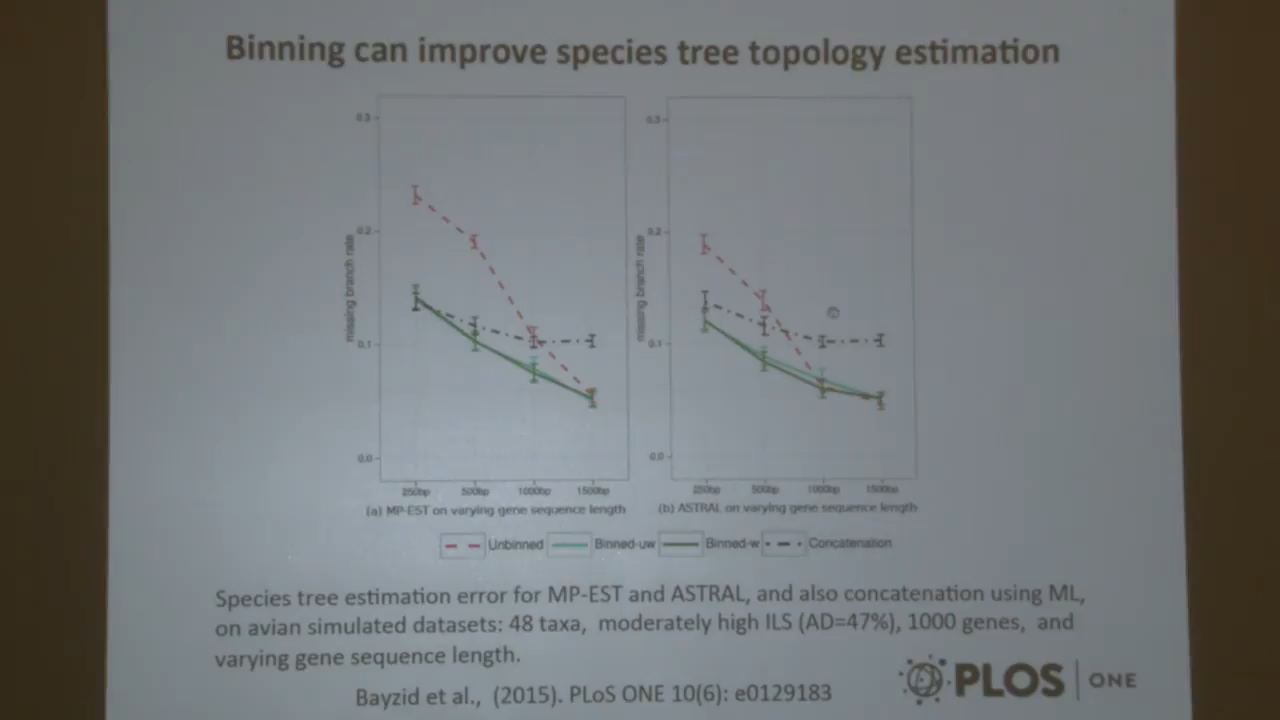 Binning can improve species tree topology estimation
0.3
0.2
0.1
0.0
missing branch rate
250bp 500bp 1000bp 1500bp
(a) MP-EST on varying gene sequence length
0.3
0.2
0.1
0.0
missing branch rate
250bp 500bp 1000bp 1500bp
(b) ASTRAL on varying gene sequence length
Unbinned Binned-uw Binned-w Concatenation
Species tree estimation error for MP-EST and ASTRAL, and also concatenation using ML,
on avian simulated datasets: 48 taxa, moderately high ILS (AD=47%), 1000 genes, and
varying gene sequence length.
Bayzid et al., (2015). PLoS ONE 10(6): e0129183
PLOS ONE